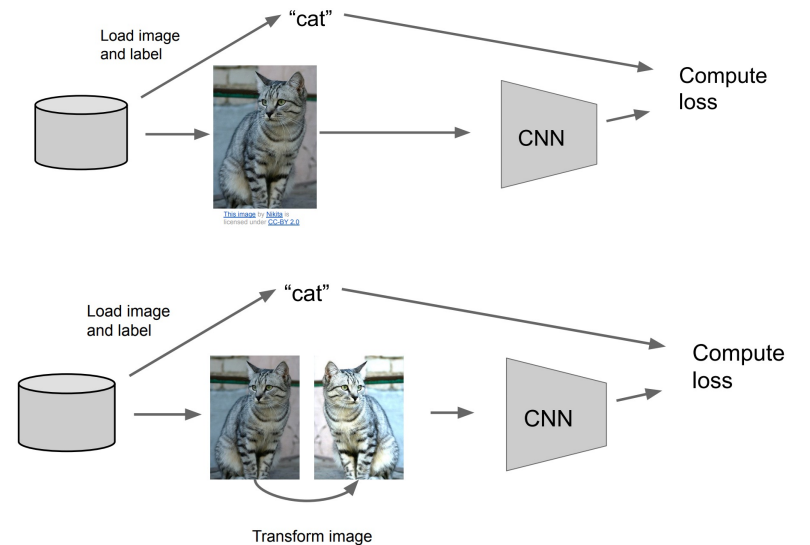 “cat”
Load image
and label
Compute
loss
CNN
This image by Nikita is
licensed under CC-BY 2.0
“cat”
Load image
and label
Compute
loss
CNN
Transform image